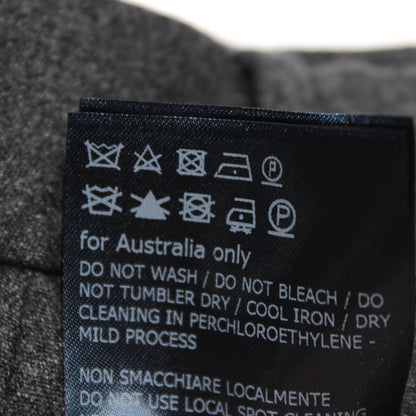 P
P
for Australia only
DO NOT WASH / DO NOT BLEACH / DO
NOT TUMBLER DRY / COOL IRON / DRY
CLEANING IN PERCHLOROETHYLENE -
MILD PROCESS
NON SMACCHIARE LOCALMENTE
DO NOT USE LOCAL SPOT CLEANING